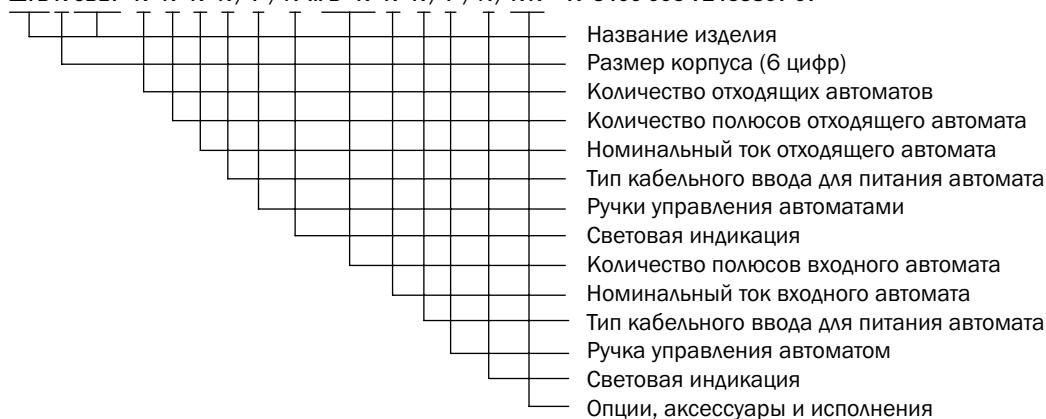 Название изделия
Размер корпуса (6 цифр)
Количество отходящих автоматов
Количество полюсов отходящего автомата
Номинальный ток отходящего автомата
Тип кабельного ввода для питания автомата
Ручки управления автоматами
Световая индикация
Количество полюсов входного автомата
Номинальный ток входного автомата
Тип кабельного ввода для питания автомата
Ручка управления автоматом
Световая индикация
Опции, аксессуары и исполнения